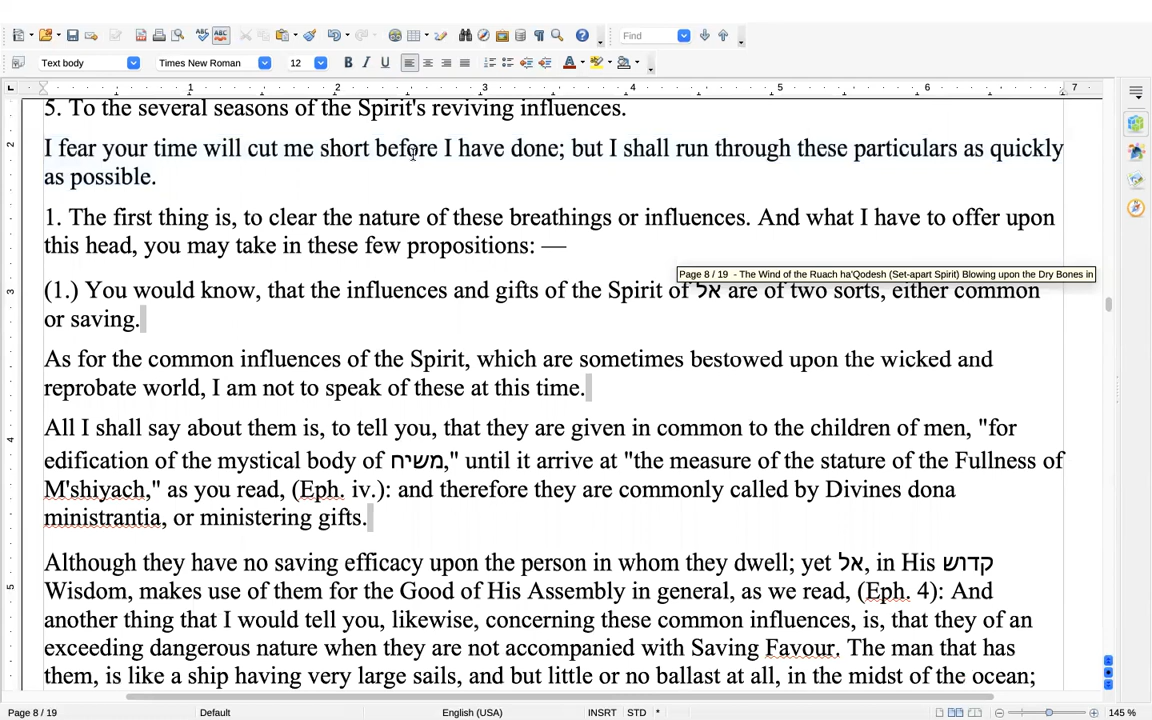 Find
Text body
Times New Roman
12
1 2 3 4 5 6 7
5. To the several seasons of the Spirit's reviving influences.
I fear your time will cut me short before I have done; but I shall run through these particulars as quickly
as possible.
1. The first thing is, to clear the nature of these breathings or influences. And what I have to offer upon
this head, you may take in these few propositions: —
Page 8 / 19 - The Wind of the Ruach ha'Qodesh (Set-apart Spirit) Blowing upon the Dry Bones in
(1.) You would know, that the influences and gifts of the Spirit of אל are of two sorts, either common
or saving.
As for the common influences of the Spirit, which are sometimes bestowed upon the wicked and
reprobate world, I am not to speak of these at this time.
All I shall say about them is, to tell you, that they are given in common to the children of men, "for
edification of the mystical body of משיח," until it arrive at "the measure of the stature of the Fullness of
M'shiyach," as you read, (Eph. iv.): and therefore they are commonly called by Divines dona
ministrantia, or ministering gifts.
Although they have no saving efficacy upon the person in whom they dwell; yet אל, in His קדוש
Wisdom, makes use of them for the Good of His Assembly in general, as we read, (Eph. 4): And
another thing that I would tell you, likewise, concerning these common influences, is, that they of an
exceeding dangerous nature when they are not accompanied with Saving Favour. The man that has
them, is like a ship having very large sails, and but little or no ballast at all, in the midst of the ocean;
Page 8 / 19
Default
English (USA)
INSRT
STD
*
145 %